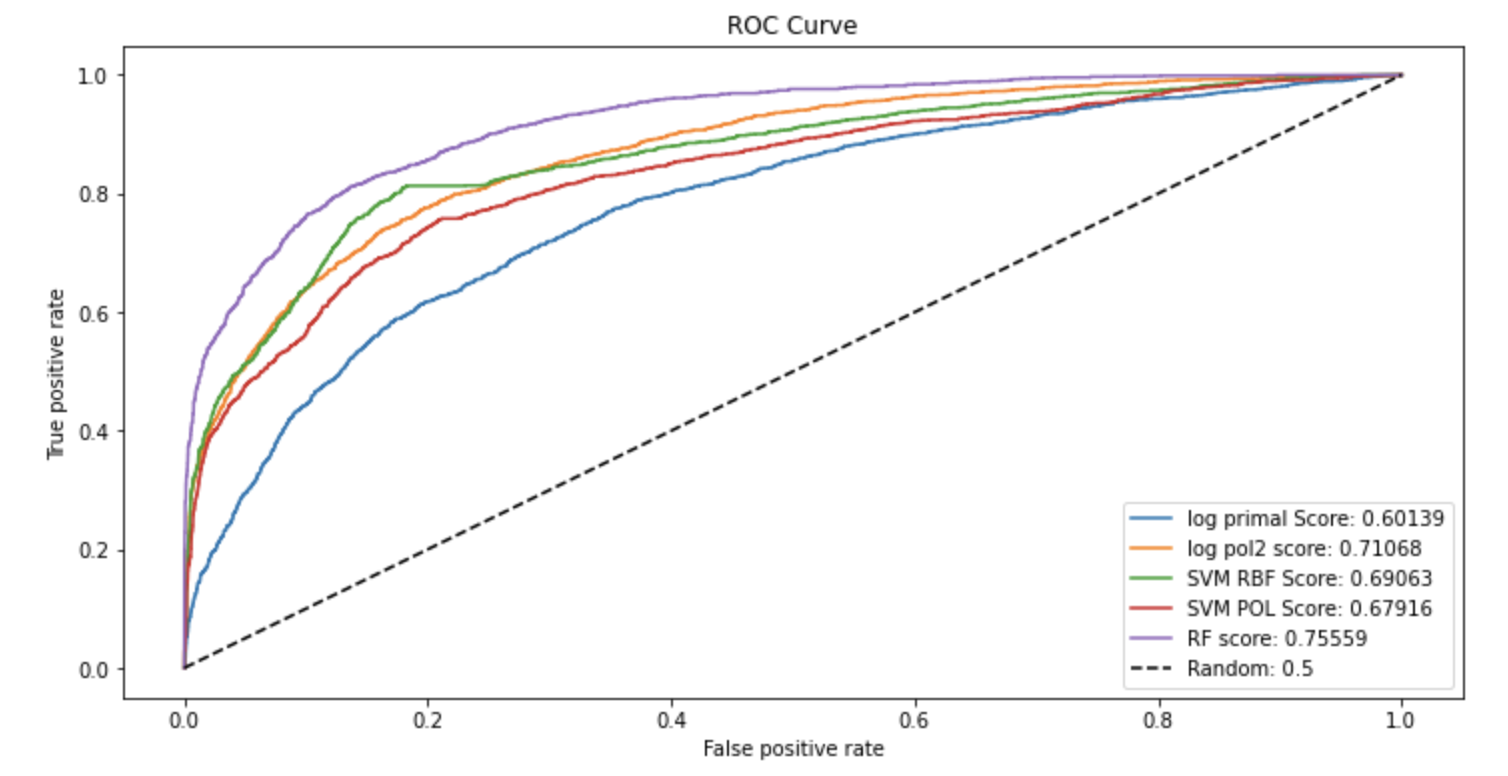 ROC Curve
1.0
0.8
0.6
0.4
0.2
0.0
True positive rate
log primal Score: 0.60139
log pol2 score: 0.71068
SVM RBF Score: 0.69063
SVM POL Score: 0.67916
RF score: 0.75559
Random: 0.5
0.0 0.2 0.4 0.6 0.8 1.0
False positive rate